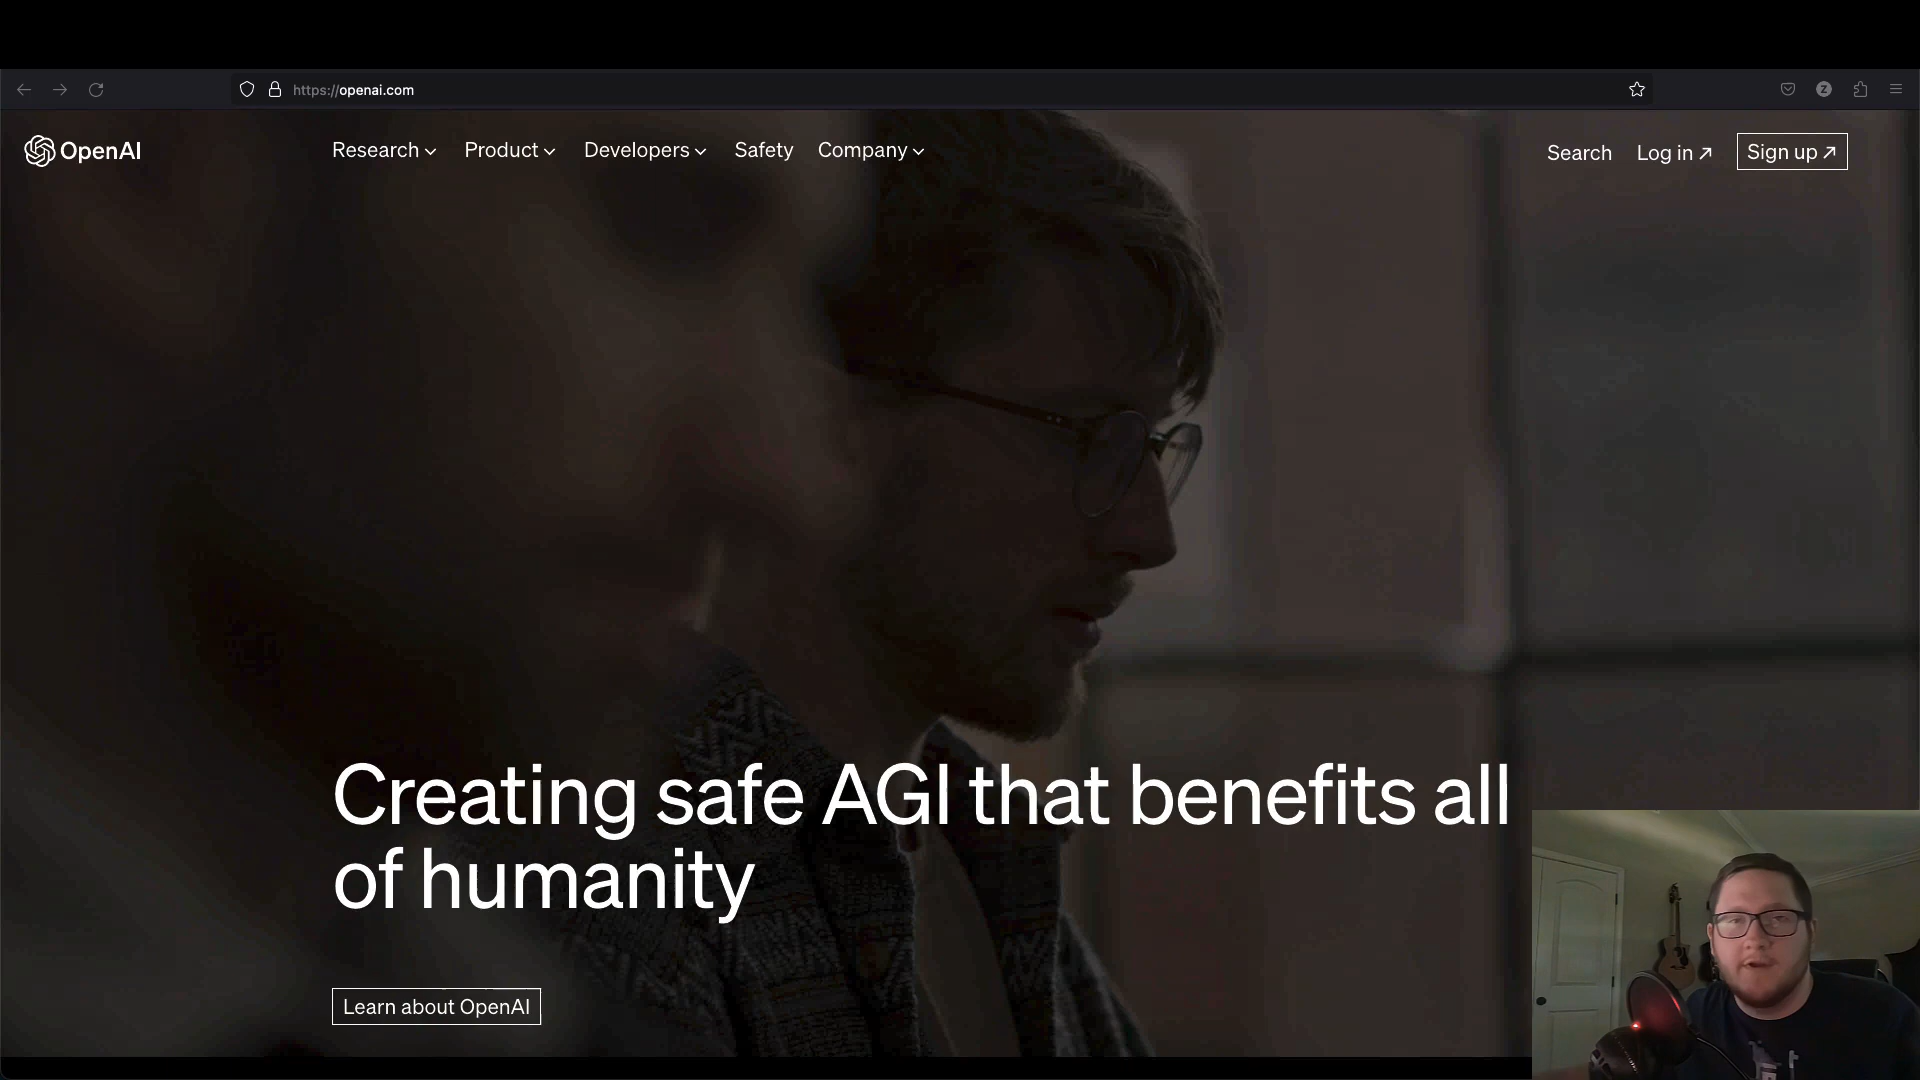 https://openai.com
OpenAI
Research
Product
Developers
Safety
Company
Search
Log in
Sign up
Creating safe AGI that benefits all
of humanity
Learn about OpenAI
Z